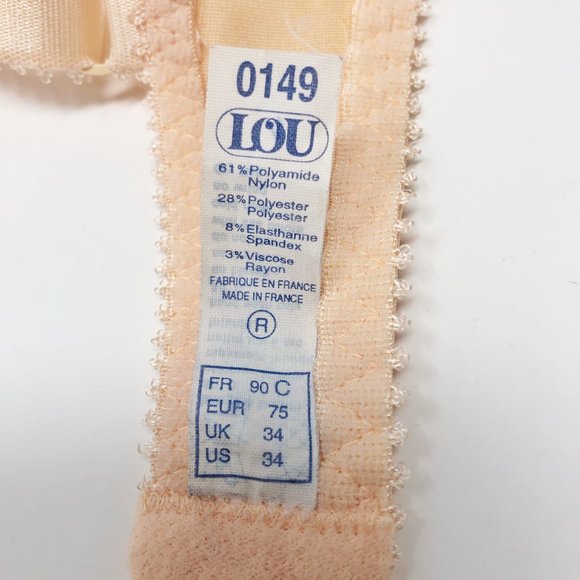 0149
LOU
61% Polyamide
Nylon
28% Polyester
Polyester
8% Elasthanne
Spandex
3% Viscose
Rayon
FABRIQUE EN FRANCE
MADE IN FRANCE
R
FR 90 C
EUR 75
UK 34
US 34